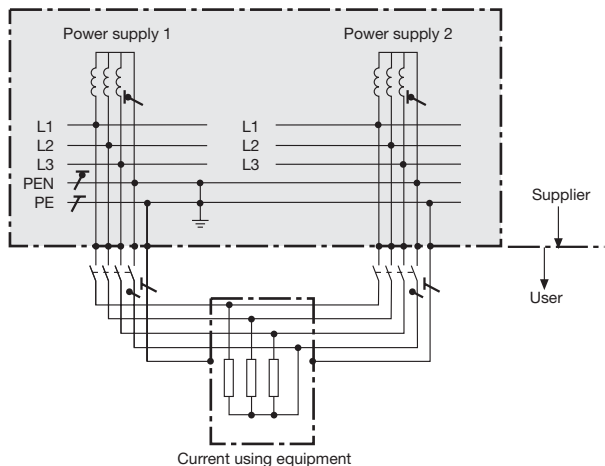 Power supply 1
Power supply 2
L1
L1
L2
L2
L3
L3
PEN
PE
Supplier
User
Current using equipment